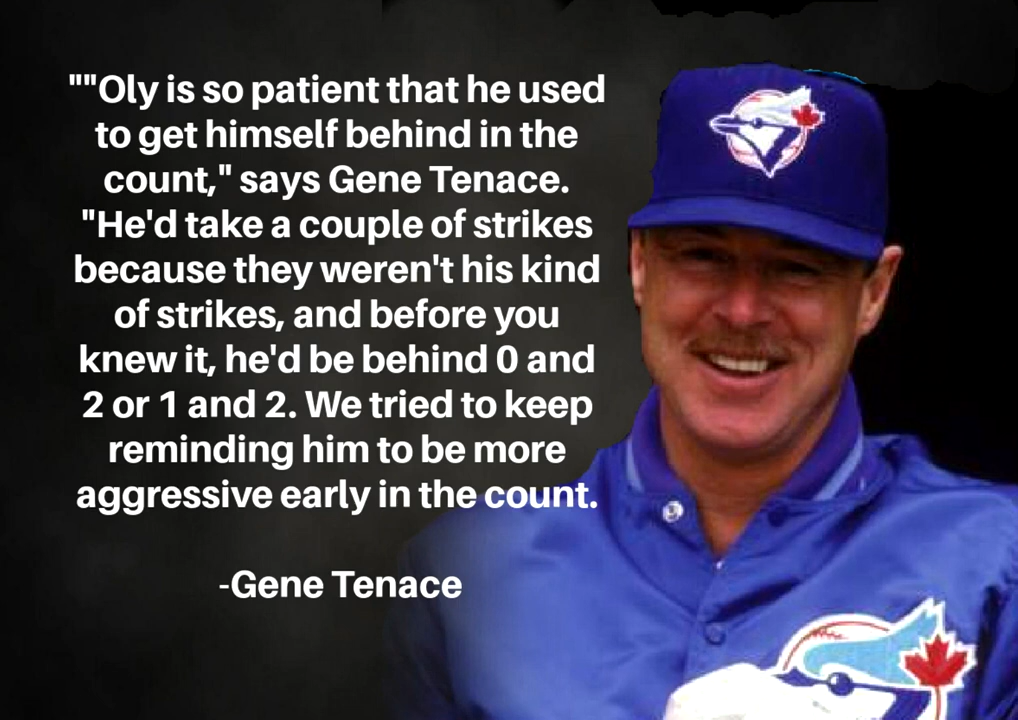 ""Oly is so patient that he used
to get himself behind in the
count," says Gene Tenace.
"He'd take a couple of strikes
because they weren't his kind
of strikes, and before you
knew it, he'd be behind 0 and
2 or 1 and 2. We tried to keep
reminding him to be more
aggressive early in the count.
-Gene Tenace